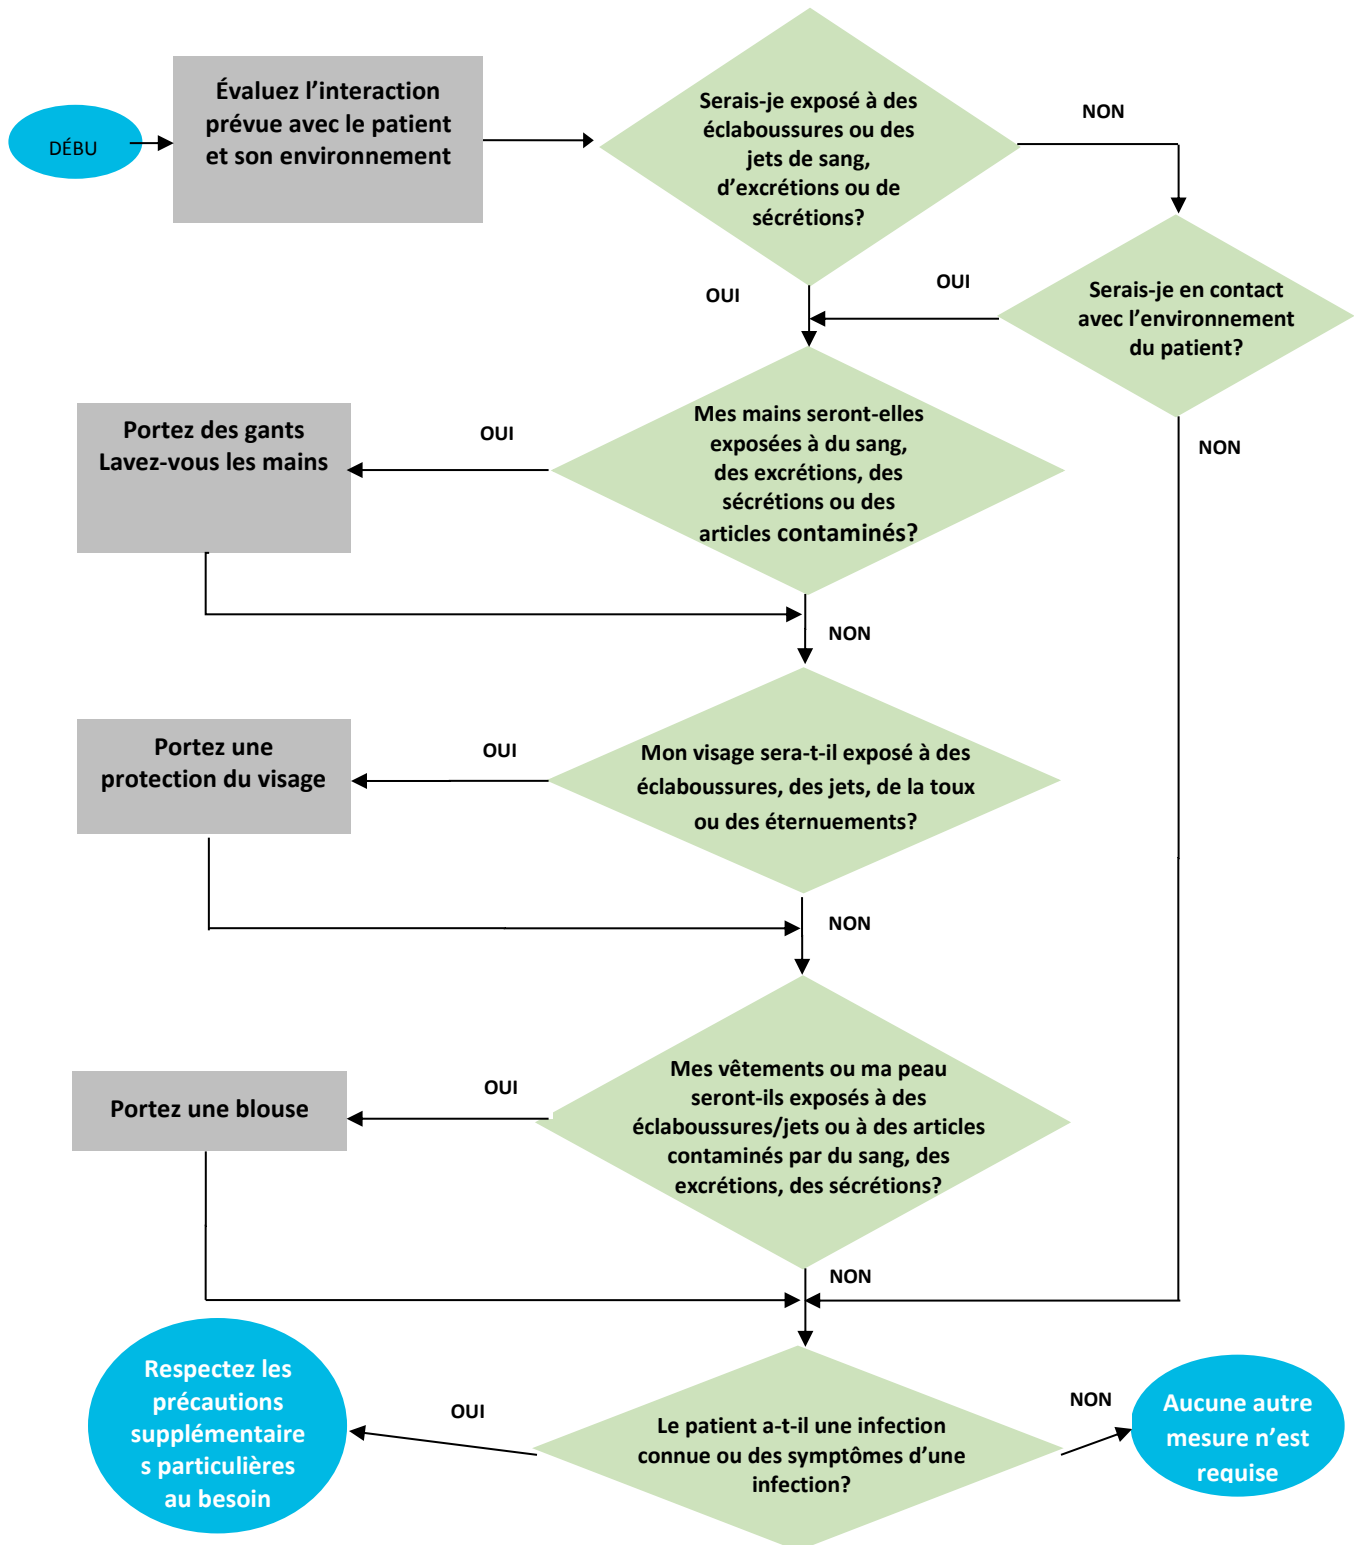 DÉBU
Évaluez l’interaction
prévue avec le patient
et son environnement
Serais-je exposé à des
éclaboussures ou des
jets de sang,
d’excrétions ou de
sécrétions?
NON
OUI
OUI
Serais-je en contact
avec l’environnement
du patient?
NON
Mes mains seront-elles
exposées à du sang,
des excrétions, des
sécrétions ou des
articles contaminés?
OUI
Portez des gants
Lavez-vous les mains
NON
Mon visage sera-t-il exposé à des
éclaboussures, des jets, de la toux
ou des éternuements?
OUI
Portez une
protection du visage
NON
Mes vêtements ou ma peau
seront-ils exposés à des
éclaboussures/jets ou à des articles
contaminés par du sang, des
excrétions, des sécrétions?
OUI
Portez une blouse
NON
Le patient a-t-il une infection
connue ou des symptômes d’une
infection?
OUI
Respectez les
précautions
supplémentaire
s particulières
au besoin
NON
Aucune autre
mesure n’est
requise